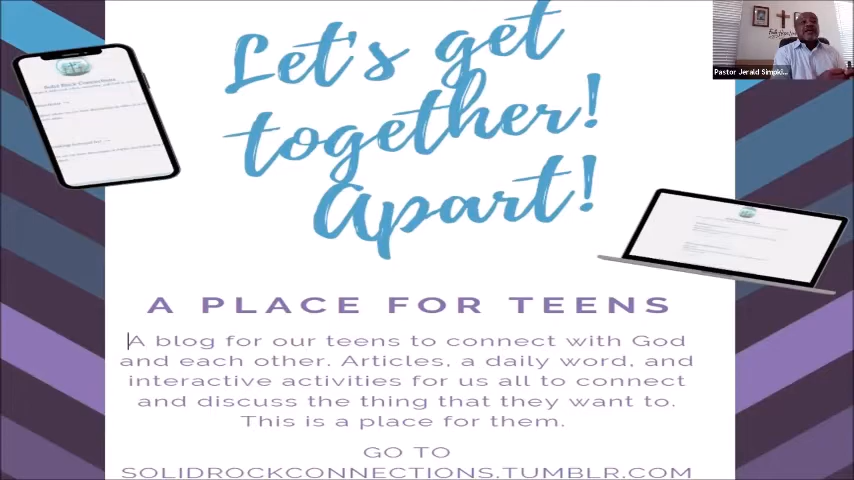 Let's get
together!
Apart!
Pastor Jerald Simpki...
Solid Rock Connections
A PLACE FOR TEENS
A blog for our teens to connect with God
and each other. Articles, a daily word, and
interactive activities for us all to connect
and discuss the thing that they want to.
This is a place for them.
GO TO
SOLIDROCKCONNECTIONS.TUMBLR.COM